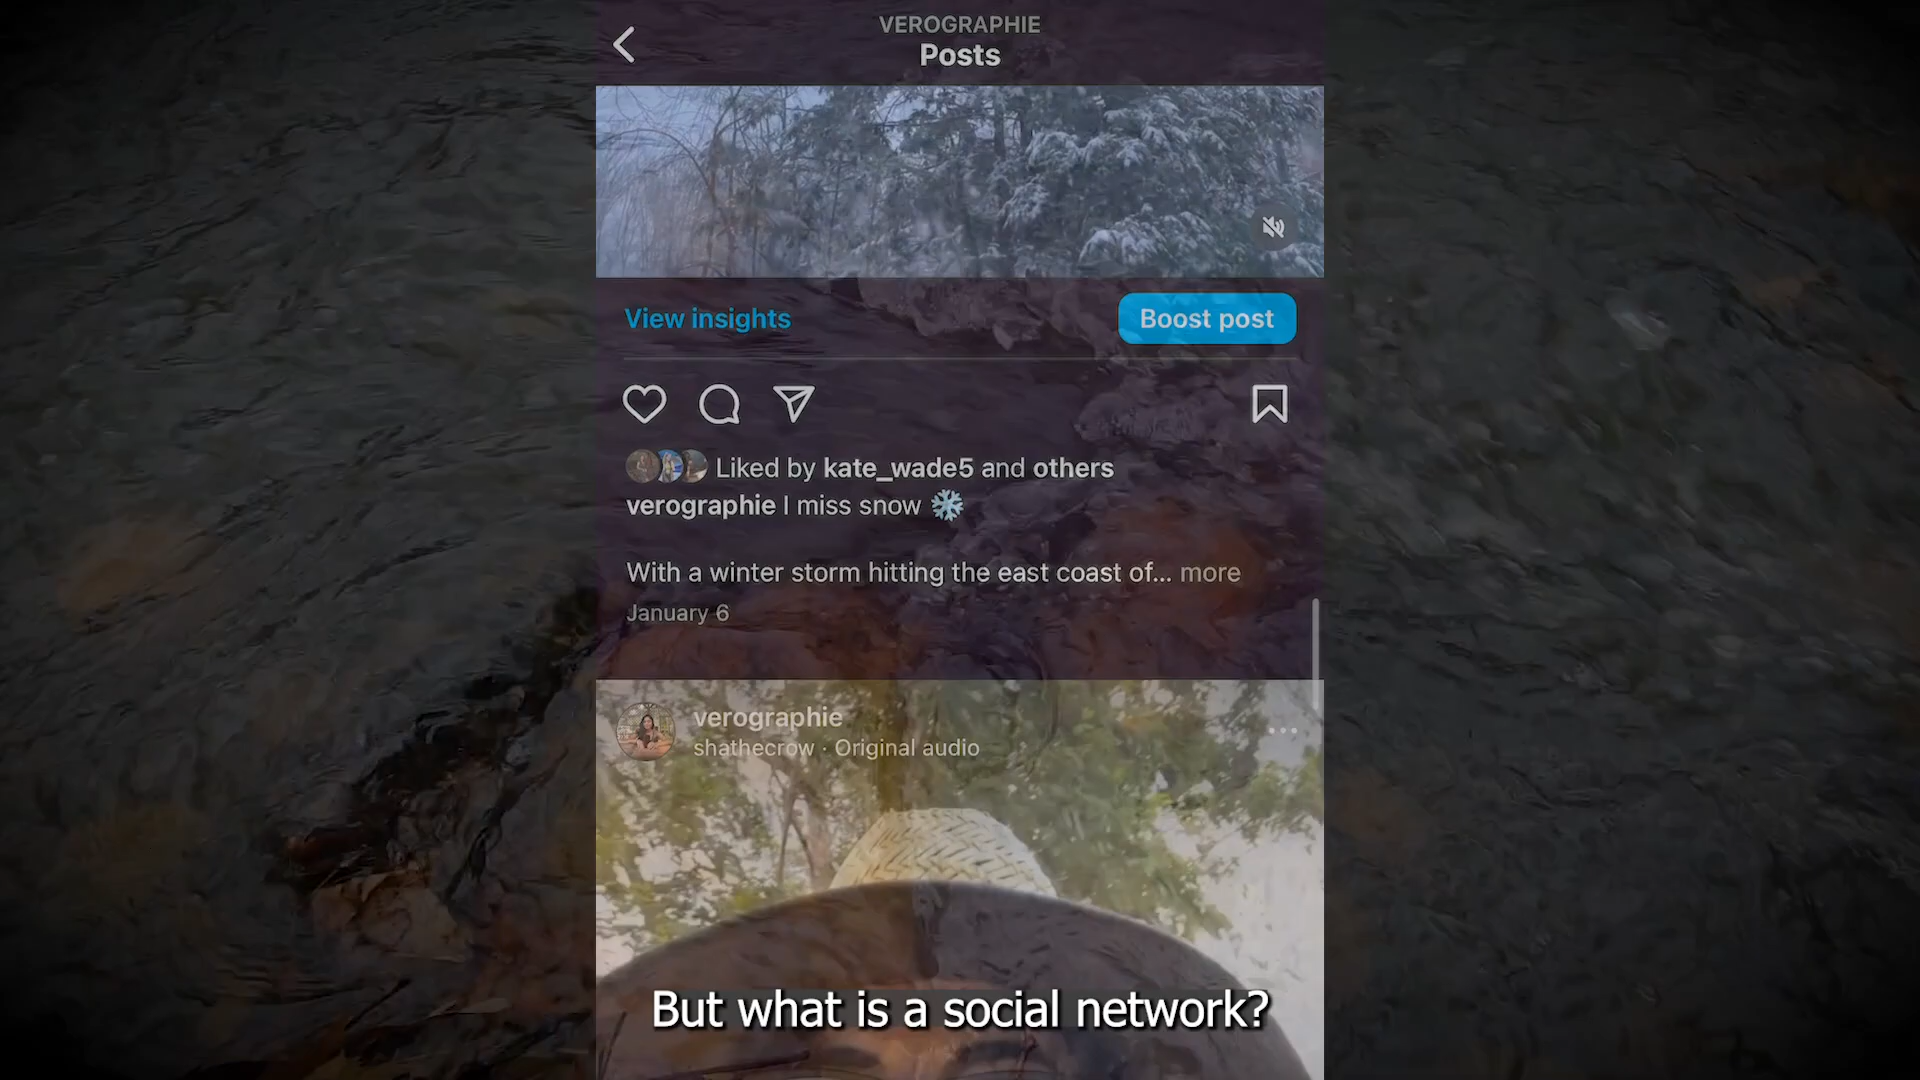 VEROGRAPHIE
Posts
View insights
Boost post
Liked by kate_wade5 and others
verographie I miss snow ❄️
With a winter storm hitting the east coast of... more
January 6
verographie
shathecrow · Original audio
But what is a social network?